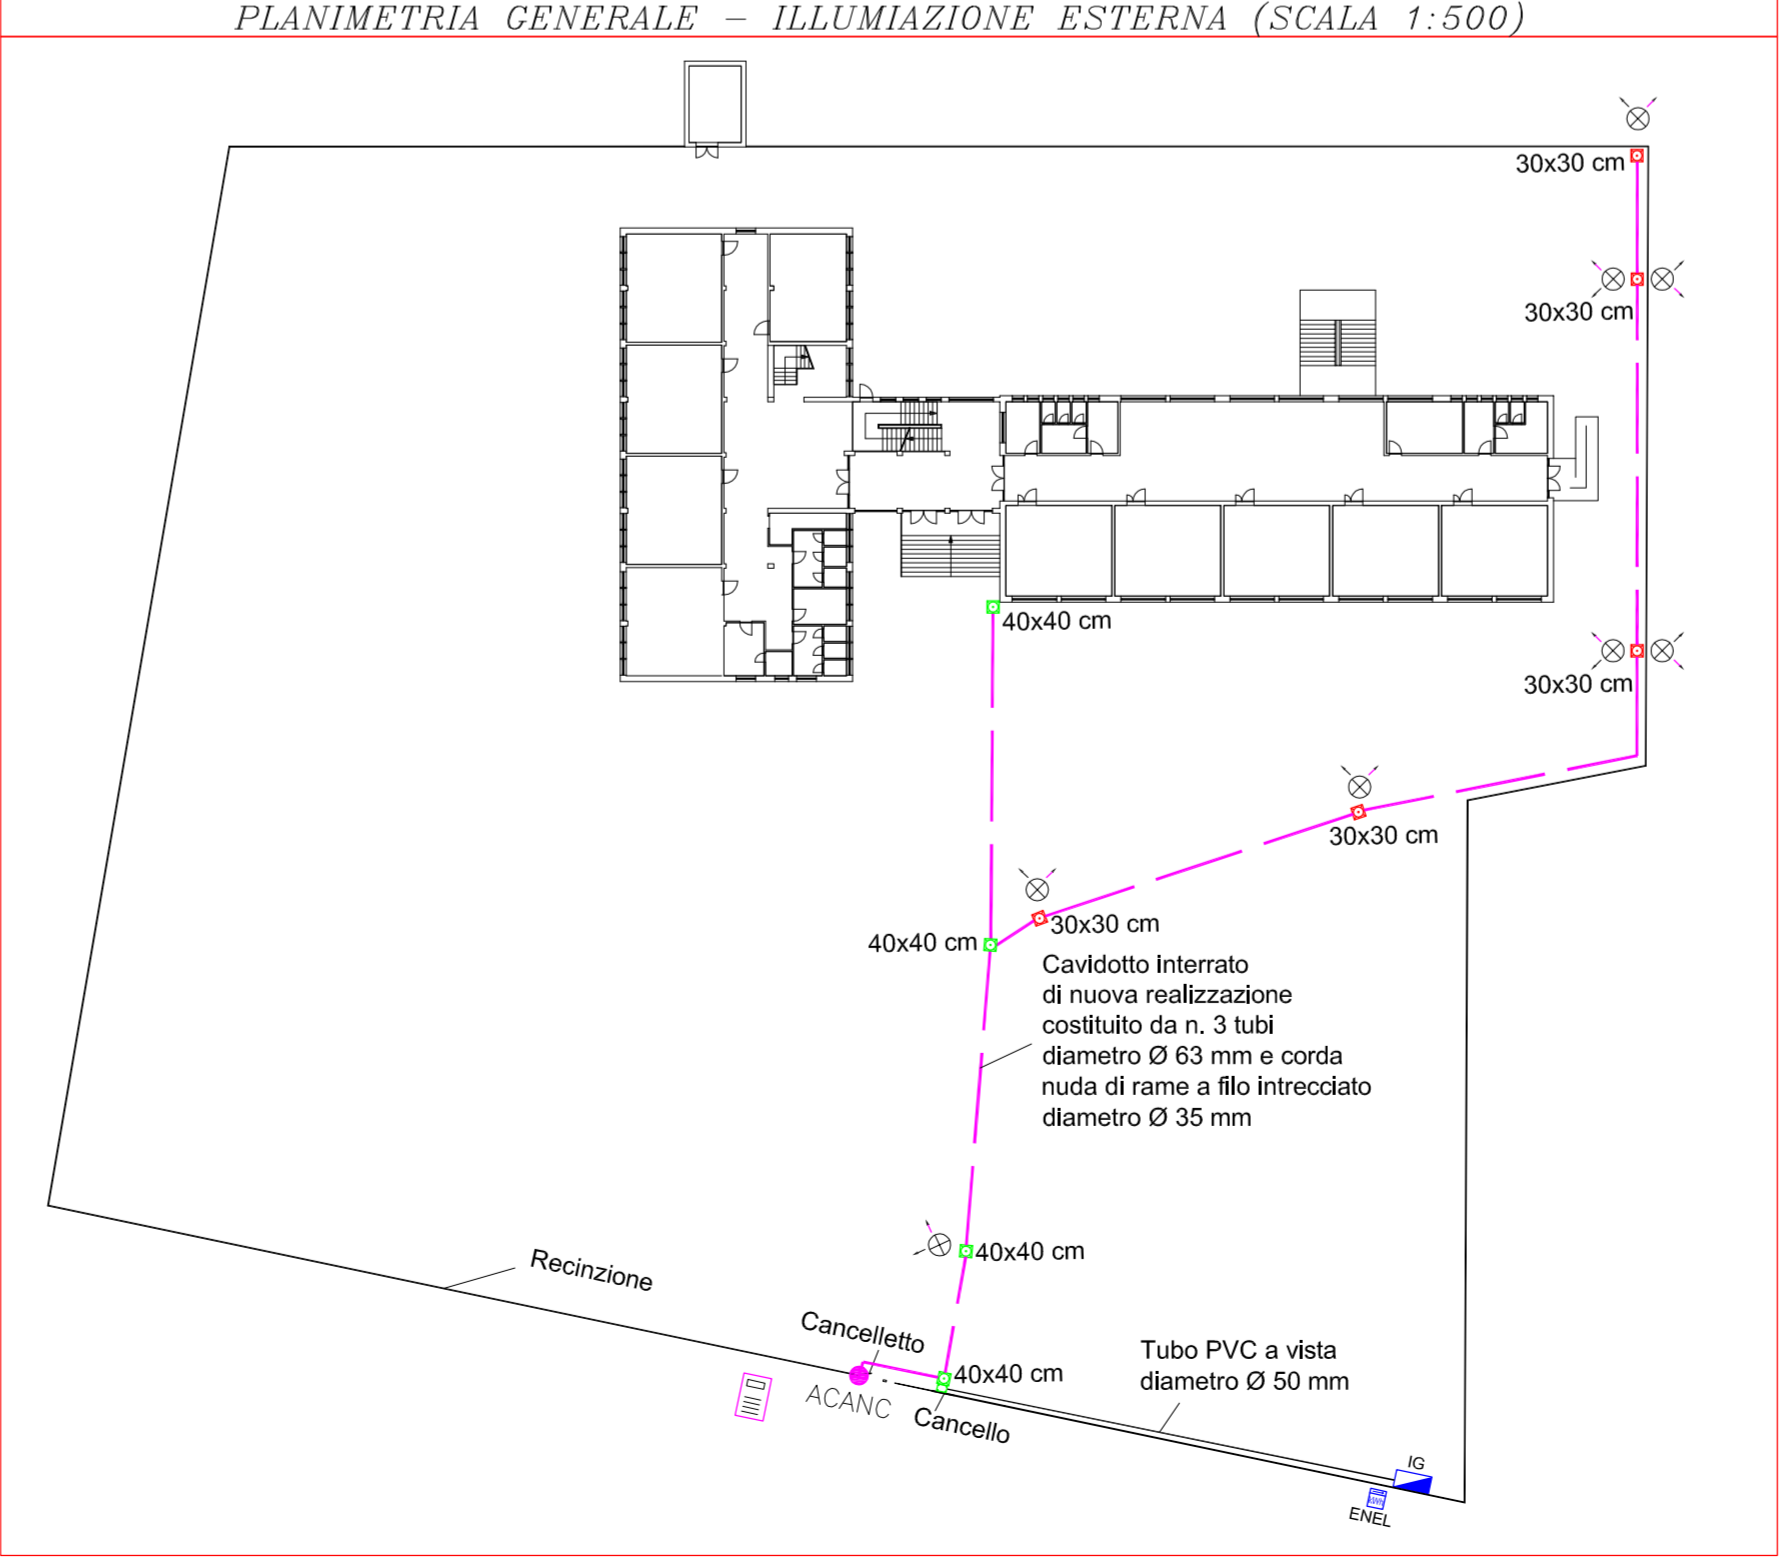 PLANIMETRIA GENERALE – ILLUMIAZIONE ESTERNA (SCALA 1:500)
30x30 cm
30x30 cm
40x40 cm
30x30 cm
30x30 cm
30x30 cm
40x40 cm
Cavidotto interrato
di nuova realizzazione
costituito da n. 3 tubi
diametro Ø 63 mm e corda
nuda di rame a filo intrecciato
diametro Ø 35 mm
40x40 cm
Recinzione
Cancelletto
40x40 cm
ACANC
Cancello
Tubo PVC a vista
diametro Ø 50 mm
IG
kWh
ENEL